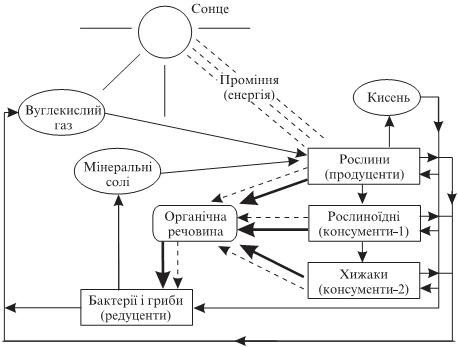 Сонце
Проміння
(енергія)
Вуглекислий
газ
Кисень
Мінеральні
солі
Рослини
(продуценти)
Органічна
речовина
Рослиноїдні
(консументи-1)
Хижаки
(консументи-2)
Бактерії і гриби
(редуценти)